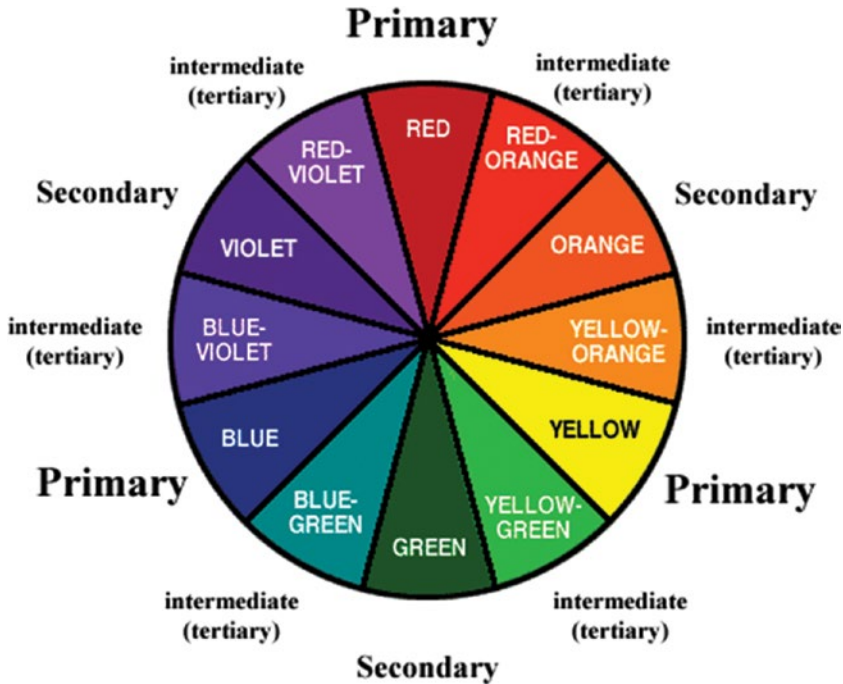 Primary
intermediate
(tertiary)
intermediate
(tertiary)
RED
RED-
VIOLET
RED-
ORANGE
Secondary
Secondary
VIOLET
ORANGE
intermediate
(tertiary)
BLUE-
VIOLET
YELLOW-
ORANGE
intermediate
(tertiary)
BLUE
YELLOW
Primary
Primary
BLUE-
GREEN
GREEN
YELLOW-
GREEN
intermediate
(tertiary)
intermediate
(tertiary)
Secondary